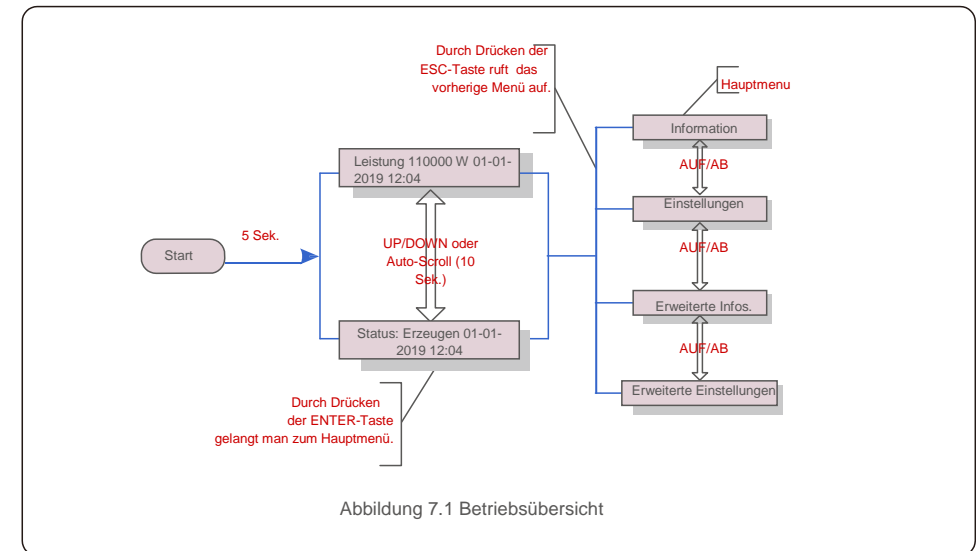 Durch Drücken der
ESC-Taste ruft das
vorherige Menü auf.
Hauptmenu
Information
AUF/AB
Leistung 110000 W 01-01-
2019 12:04
Einstellungen
5 Sek.
Start
UP/DOWN oder
Auto-Scroll (10
Sek.)
AUF/AB
Erweiterte Infos.
Status: Erzeugen 01-01-
2019 12:04
AUF/AB
Erweiterte Einstellungen
Durch Drücken
der ENTER-Taste
gelangt man zum Hauptmenü.
Abbildung 7.1 Betriebsübersicht